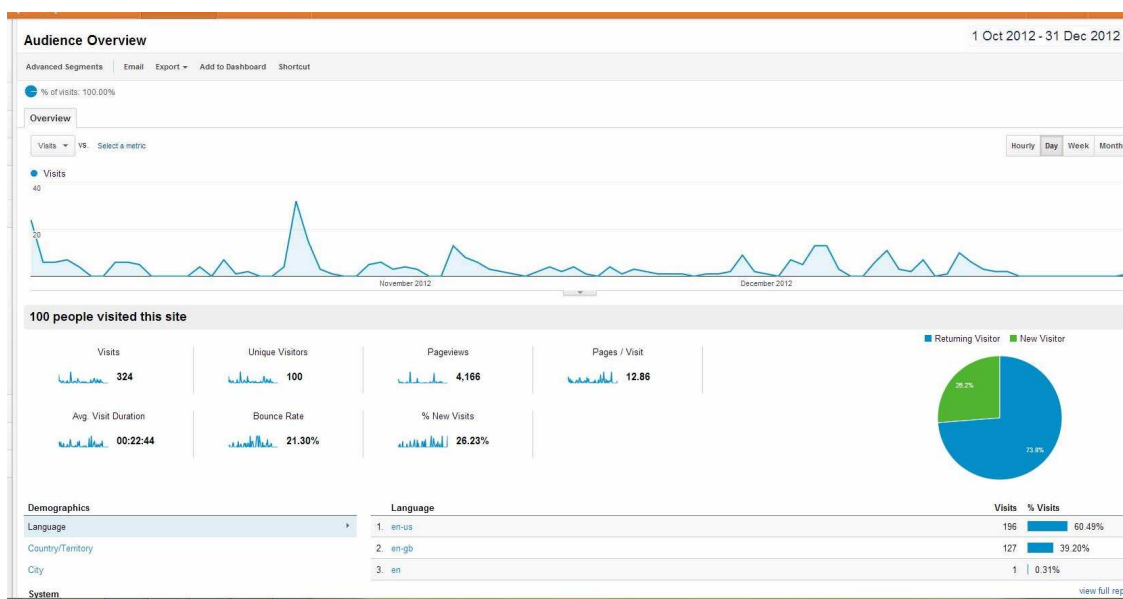 Audience Overview
1 Oct 2012 - 31 Dec 2012
Advanced Segments Email Export Add to Dashboard Shortcut
% of visits: 100.00%
Overview
Visits VS. Select a metric
Hourly Day Week Month
Visits
40
20
November 2012 December 2012
100 people visited this site
Returning Visitor New Visitor
Visits Unique Visitors Pageviews Pages / Visit
324 100 4,166 12.86
26.2%
Avg. Visit Duration Bounce Rate % New Visits
00:22:44 21.30% 26.23%
73.8%
Demographics Language Visits % Visits
Language 1. en-us 196 60.49%
Country/Territory 2. en-gb 127 39.20%
City 3. en 1 0.31%
System view full rep